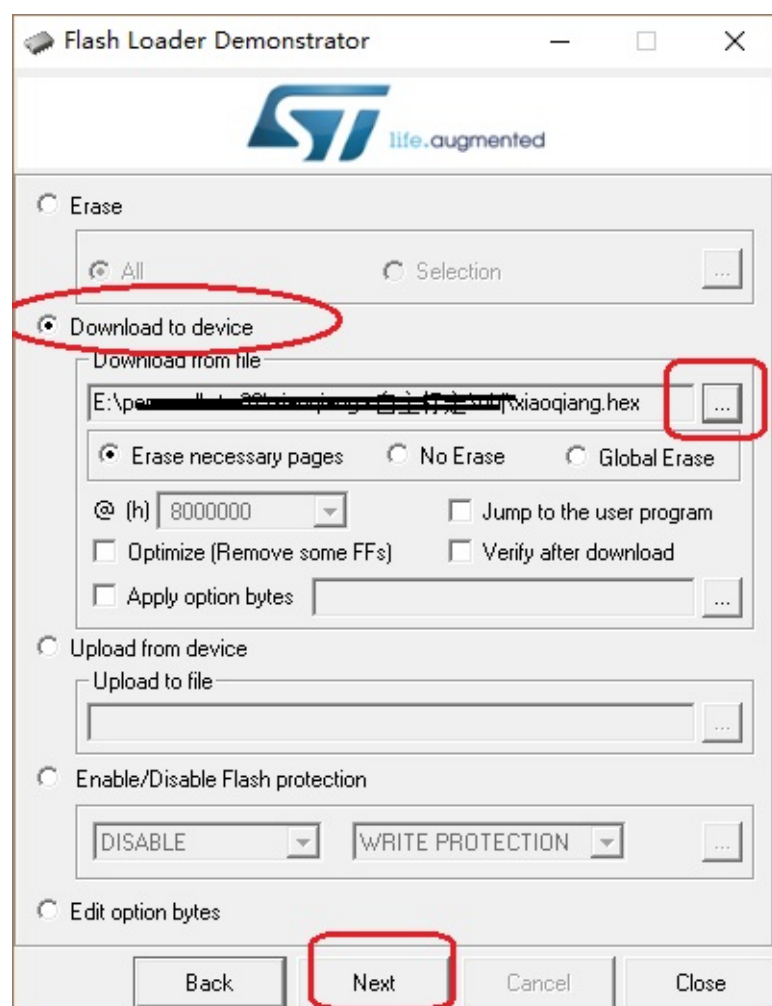 Flash Loader Demonstrator
ST life.augmented
Erase
All Selection ...
Download to device
Download from file
E:\pe xiaoqiang.hex ...
Erase necessary pages No Erase Global Erase
@ (h) 8000000 Jump to the user program
Optimize (Remove some FFs) Verify after download
Apply option bytes ...
Upload from device
Upload to file
...
Enable/Disable Flash protection
DISABLE WRITE PROTECTION ...
Edit option bytes
Back Next Cancel Close